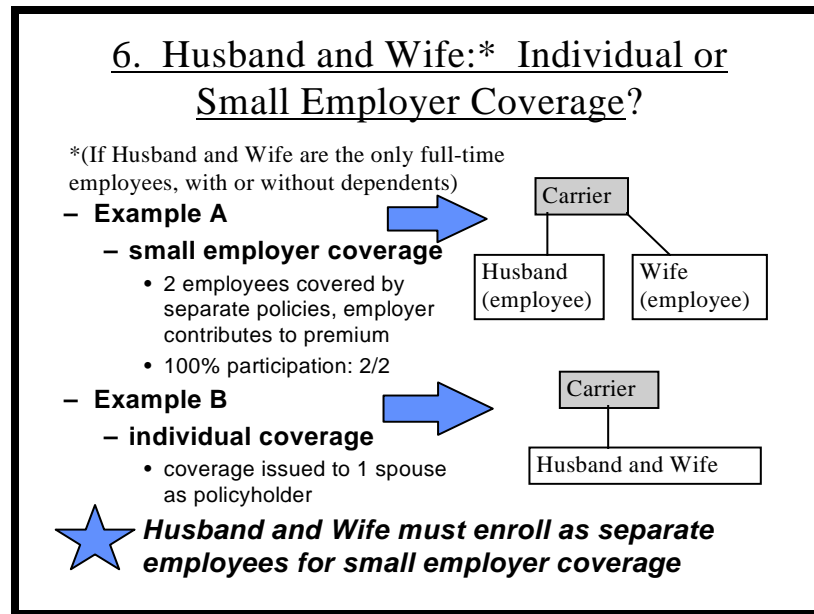 6. Husband and Wife:* Individual or
Small Employer Coverage?
*(If Husband and Wife are the only full-time
employees, with or without dependents)
– Example A
– small employer coverage
• 2 employees covered by
separate policies, employer
contributes to premium
• 100% participation: 2/2
Carrier
Husband
(employee)
Wife
(employee)
– Example B
– individual coverage
• coverage issued to 1 spouse
as policyholder
Carrier
Husband and Wife
Husband and Wife must enroll as separate
employees for small employer coverage